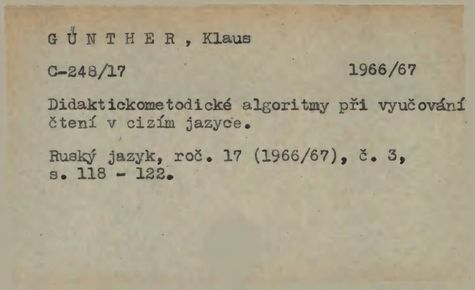 GÜNTHER, Klaus
C-248/17 1966/67
Didaktickometodické algoritmy při vyučování
čtení v cizím jazyce.
Ruský jazyk, roč. 17 (1966/67), č. 3,
s. 118 - 122.